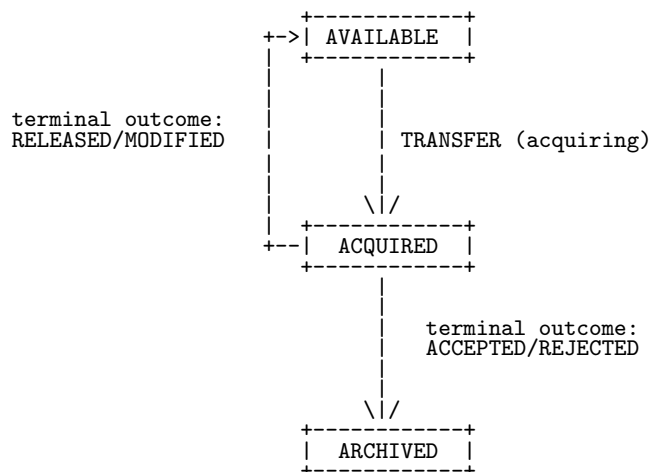 AVAILABLE
terminal outcome:
RELEASED/MODIFIED
TRANSFER (acquiring)
ACQUIRED
terminal outcome:
ACCEPTED/REJECTED
ARCHIVED